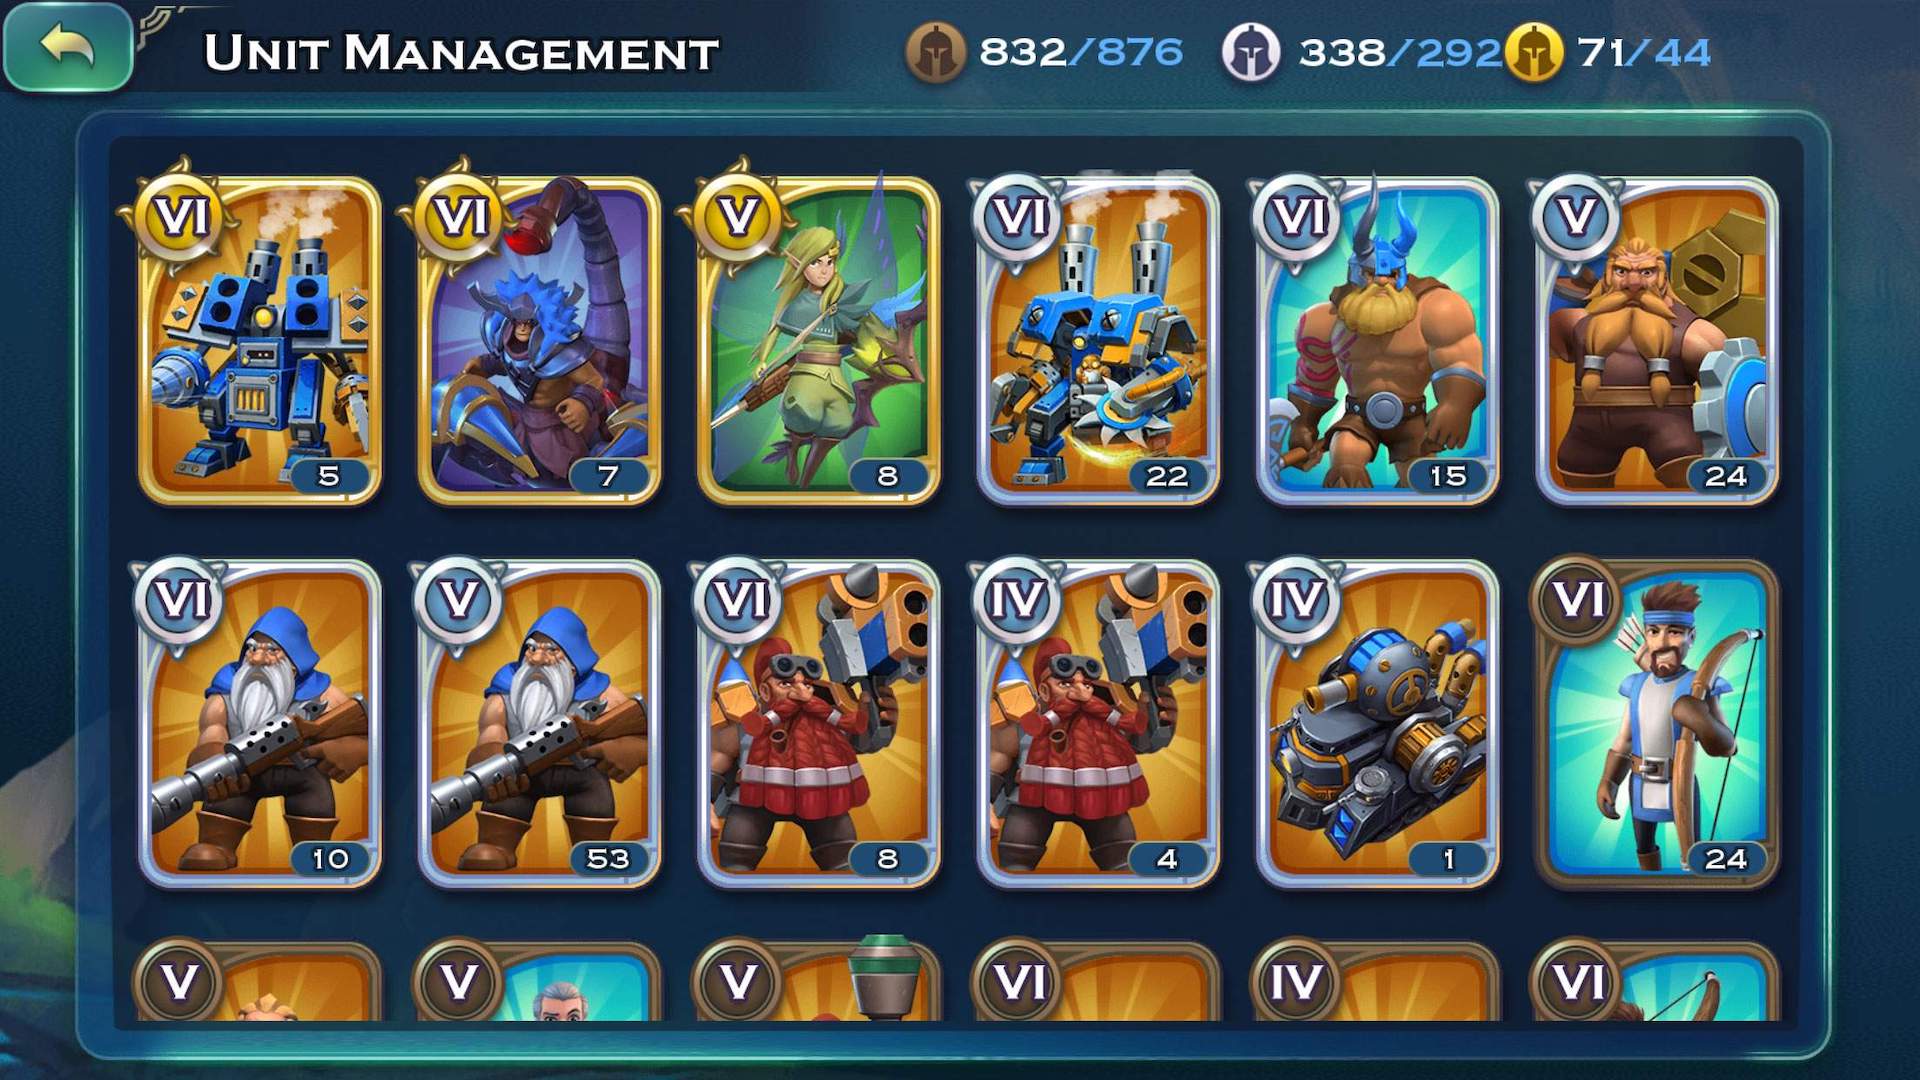 UNIT MANAGEMENT
832/876 338/292 71/44
VI VI V VI VI V
5 7 8 22 15 24
VI V VI IV IV VI
10 53 8 4 1 24
V V V VI IV VI